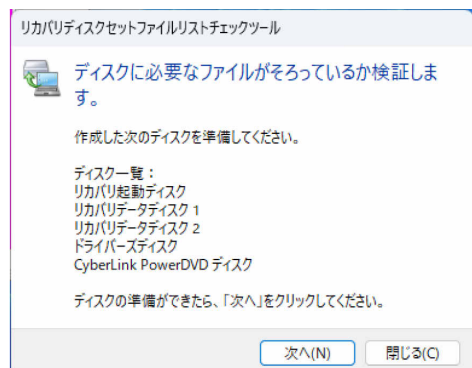 リカバリディスクセットファイルリストチェックツール
ディスクに必要なファイルがそろっているか検証しま
す。
作成した次のディスクを準備してください。
ディスク一覧：
リカバリ起動ディスク
リカバリデータディスク 1
リカバリデータディスク 2
ドライバーズディスク
CyberLink PowerDVD ディスク
ディスクの準備ができたら、「次へ」をクリックしてください。
次へ(N)
閉じる(C)